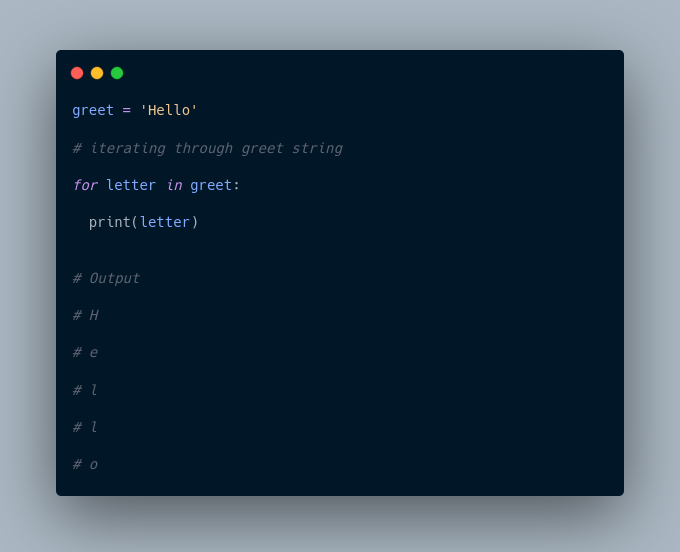 greet = 'Hello'
# iterating through greet string
for letter in greet:
  print(letter)
# Output
# H
# e
# l
# l
# o